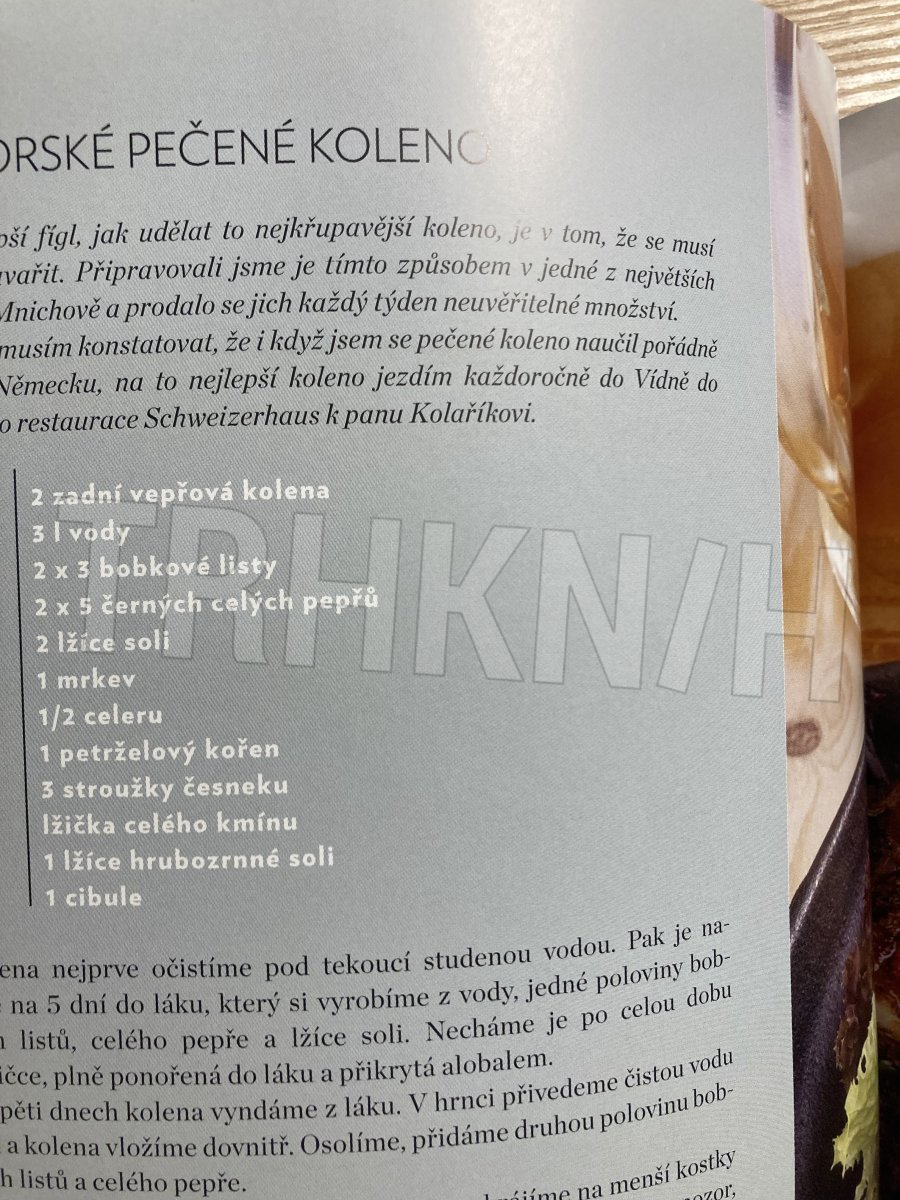 ORSKÉ PEČENÉ KOLENO
pší fígl, jak udělat to nejkřupavější koleno, je v tom, že se musí
vařit. Připravovali jsme je tímto způsobem v jedné z největších
Mnichově a prodalo se jich každý týden neuvěřitelné množství.
musím konstatovat, že i když jsem se pečené koleno naučil pořádně
Německu, na to nejlepší koleno jezdím každoročně do Vídně do
o restaurace Schweizerhaus k panu Kolaříkovi.
2 zadní vepřová kolena
3 l vody
2 x 3 bobkové listy
2 x 5 černých celých pepřů
2 lžíce soli
1 mrkev
1/2 celeru
1 petrželový kořen
3 stroužky česneku
lžička celého kmínu
1 lžíce hrubozrnné soli
1 cibule
TRHKNIH
ena nejprve očistíme pod tekoucí studenou vodou. Pak je na-
na 5 dní do láku, který si vyrobíme z vody, jedné poloviny bob-
h listů, celého pepře a lžíce soli. Necháme je po celou dobu
ičce, plně ponořená do láku a přikrytá alobalem.
pěti dnech kolena vyndáme z láku. V hrnci přivedeme čistou vodu
a kolena vložíme dovnitř. Osolíme, přidáme druhou polovinu bob-
h listů a celého pepře.
krájíme na menší kostky
pozor,